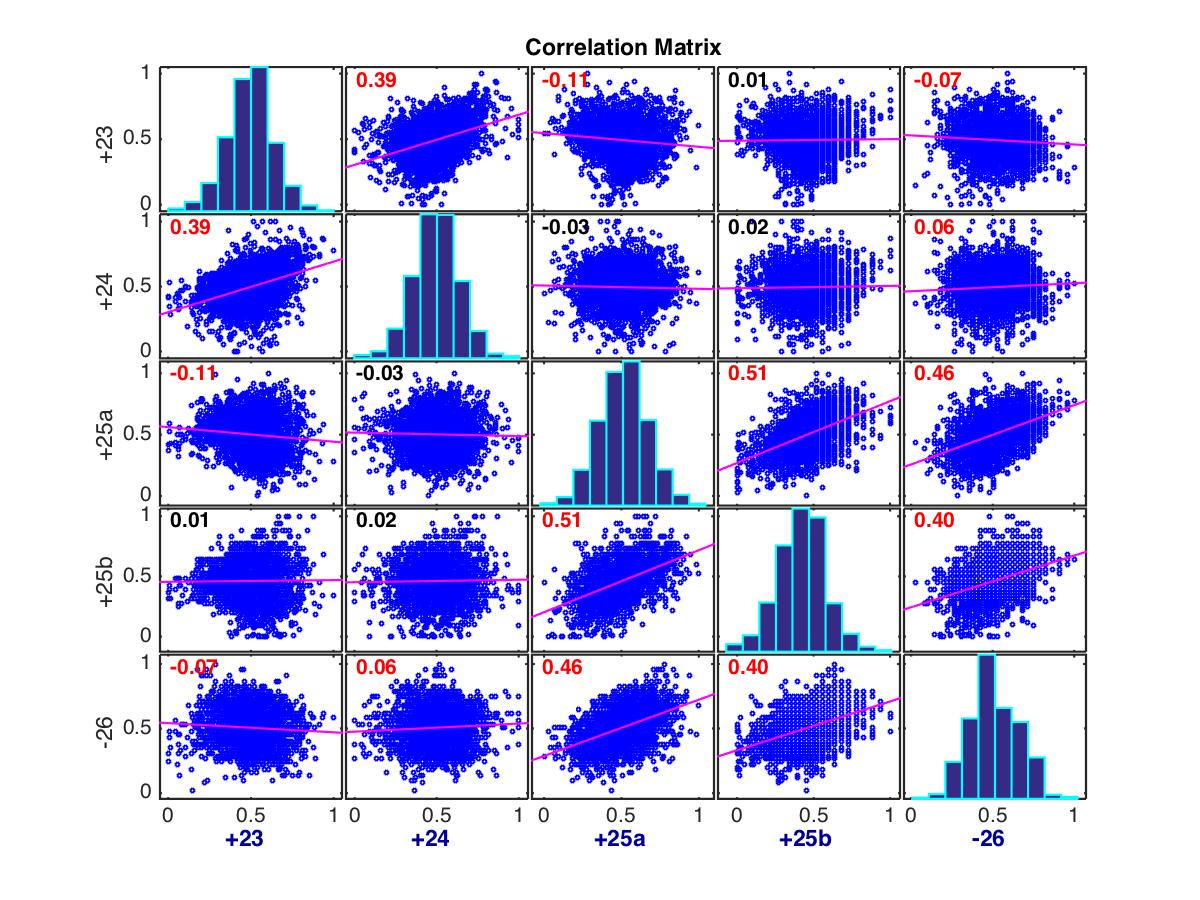 Correlation Matrix
1 0.39 -0.11 0.01 -0.07
+23 0.5
0
1 0.39 -0.03 0.02 0.06
+24 0.5
0
1 -0.11 -0.03 0.51 0.46
+25a 0.5
0
1 0.01 0.02 0.51 0.40
+25b 0.5
0
1 -0.07 0.06 0.46 0.40
-26 0.5
0
0 0.5 1 0 0.5 1 0 0.5 1 0 0.5 1 0 0.5 1
+23 +24 +25a +25b -26